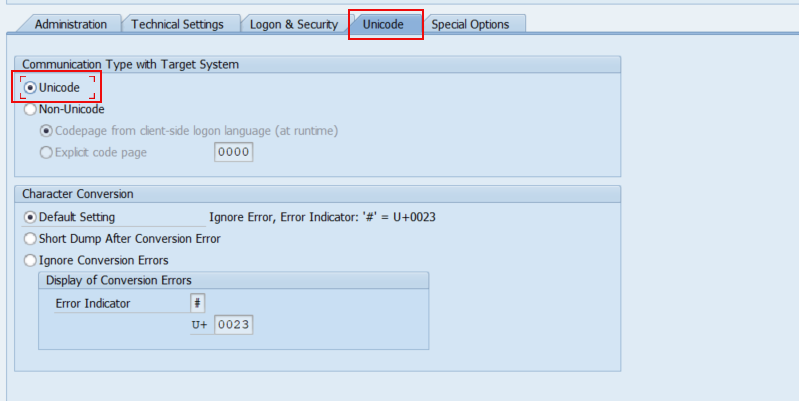 Administration Technical Settings Logon & Security Unicode Special Options
Communication Type with Target System
Unicode
Non-Unicode
Codepage from client-side logon language (at runtime)
Explicit code page 0000
Character Conversion
Default Setting Ignore Error, Error Indicator: '#' = U+0023
Short Dump After Conversion Error
Ignore Conversion Errors
Display of Conversion Errors
Error Indicator #
U+ 0023